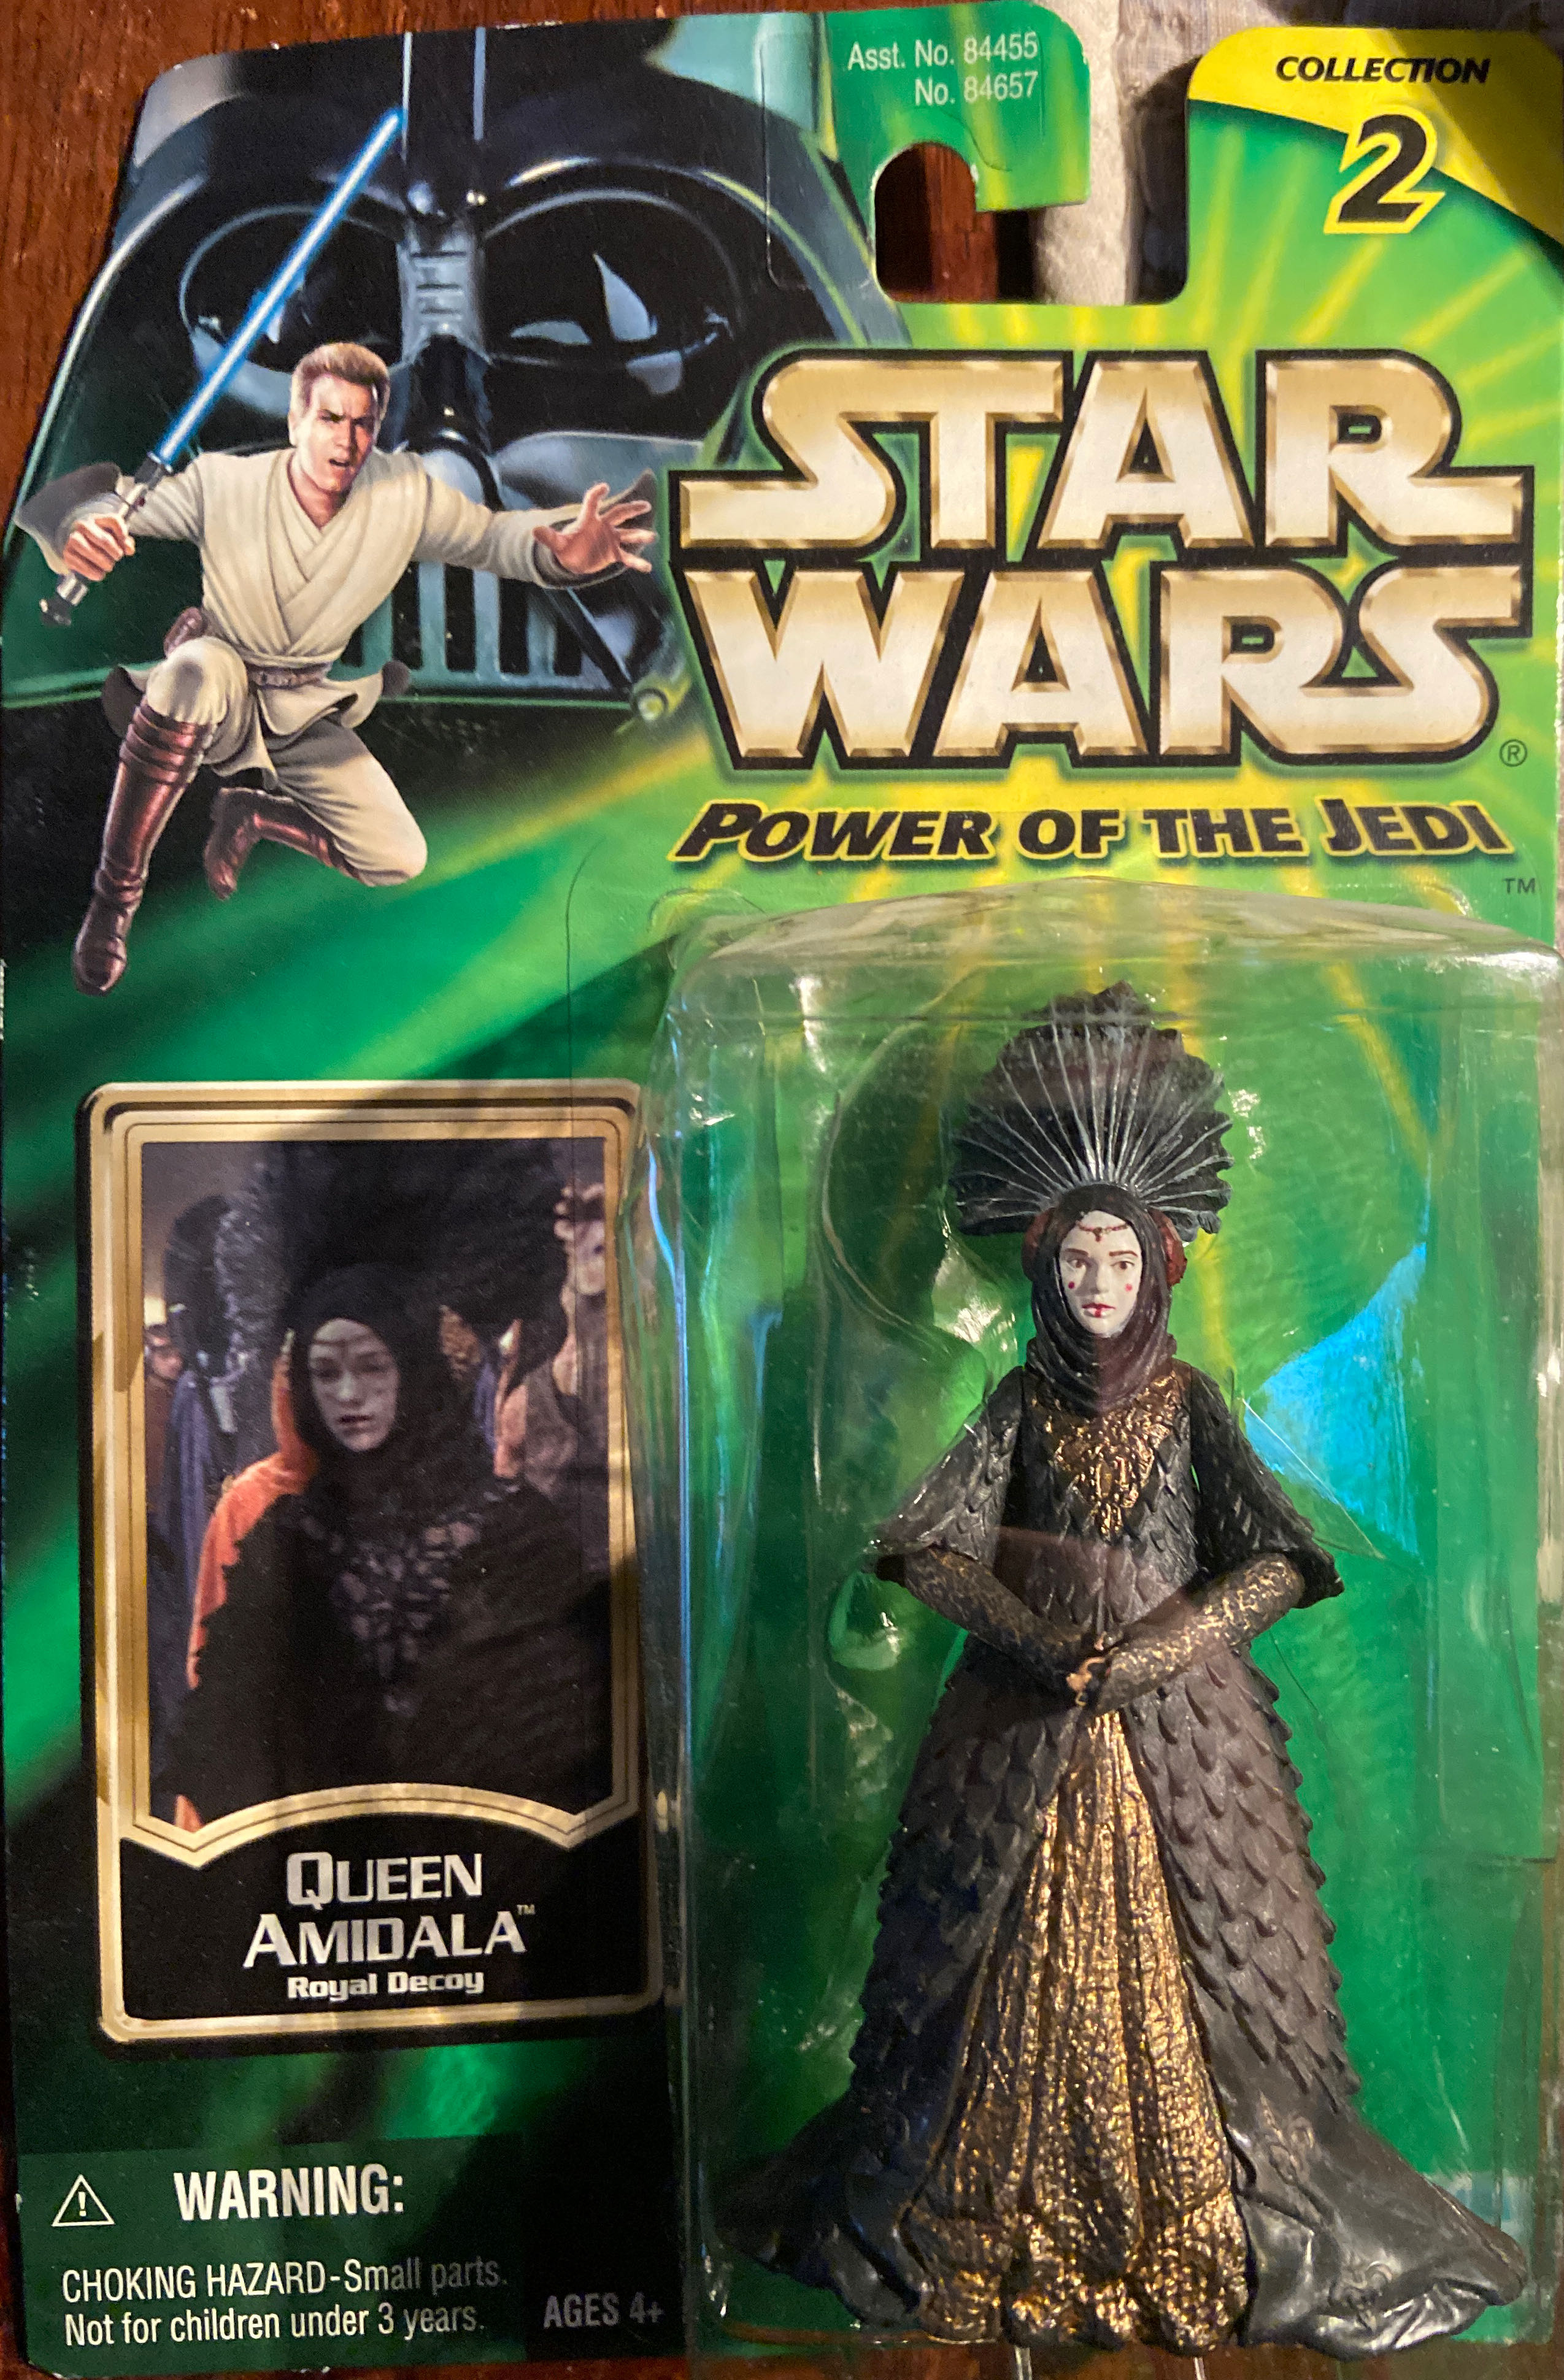 Asst. No. 84455
No. 84657
COLLECTION
2
STAR
WARS®
POWER OF THE JEDI
TM
QUEEN
AMIDALA™
Royal Decoy
WARNING:
CHOKING HAZARD-Small parts.
Not for children under 3 years.
AGES 4+